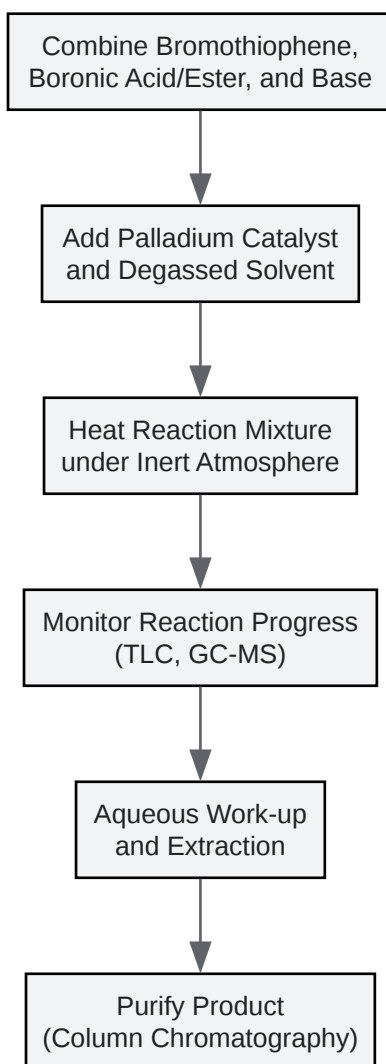 Combine Bromothiophene,
Boronic Acid/Ester, and Base
Add Palladium Catalyst
and Degassed Solvent
Heat Reaction Mixture
under Inert Atmosphere
Monitor Reaction Progress
(TLC, GC-MS)
Aqueous Work-up
and Extraction
Purify Product
(Column Chromatography)